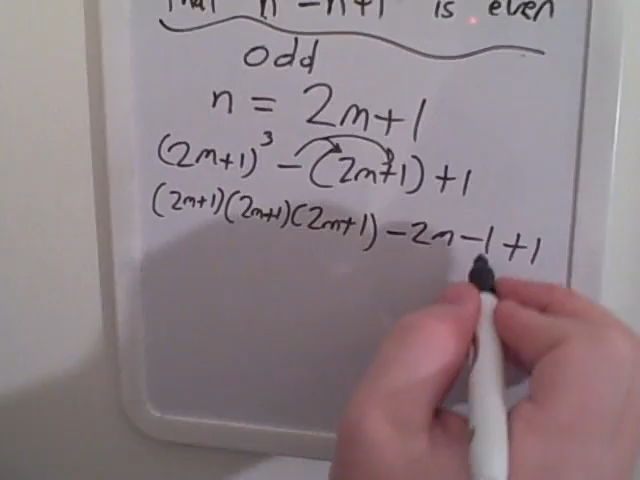 that n - n+1 is even
odd
n = 2m+1
(2m+1)³ - (2m+1) +1
(2m+1)(2m+1)(2m+1) -2m -1 +1